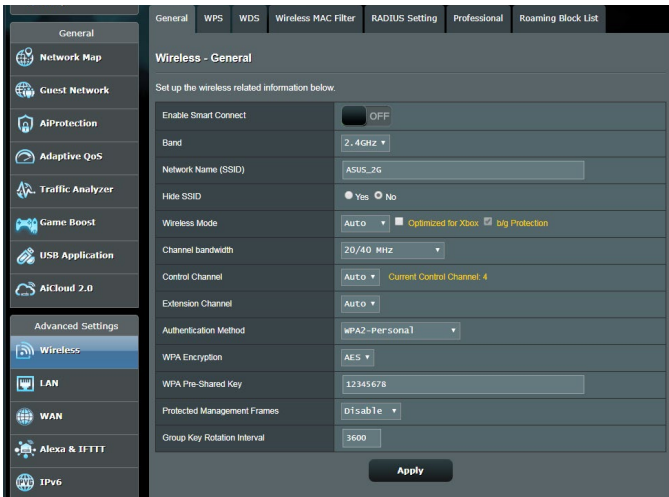 General
Network Map
Guest Network
AiProtection
Adaptive QoS
Traffic Analyzer
Game Boost
USB Application
AiCloud 2.0
Advanced Settings
Wireless
LAN
WAN
Alexa & IFTTT
IPv6
General WPS WDS Wireless MAC Filter RADIUS Setting Professional Roaming Block List
Wireless - General
Set up the wireless related information below.
Enable Smart Connect OFF
Band 2.4GHz
Network Name (SSID) ASUS_2G
Hide SSID Yes No
Wireless Mode Auto Optimized for Xbox b/g Protection
Channel bandwidth 20/40 MHz
Control Channel Auto Current Control Channel: 4
Extension Channel Auto
Authentication Method WPA2-Personal
WPA Encryption AES
WPA Pre-Shared Key 12345678
Protected Management Frames Disable
Group Key Rotation Interval 3600
Apply